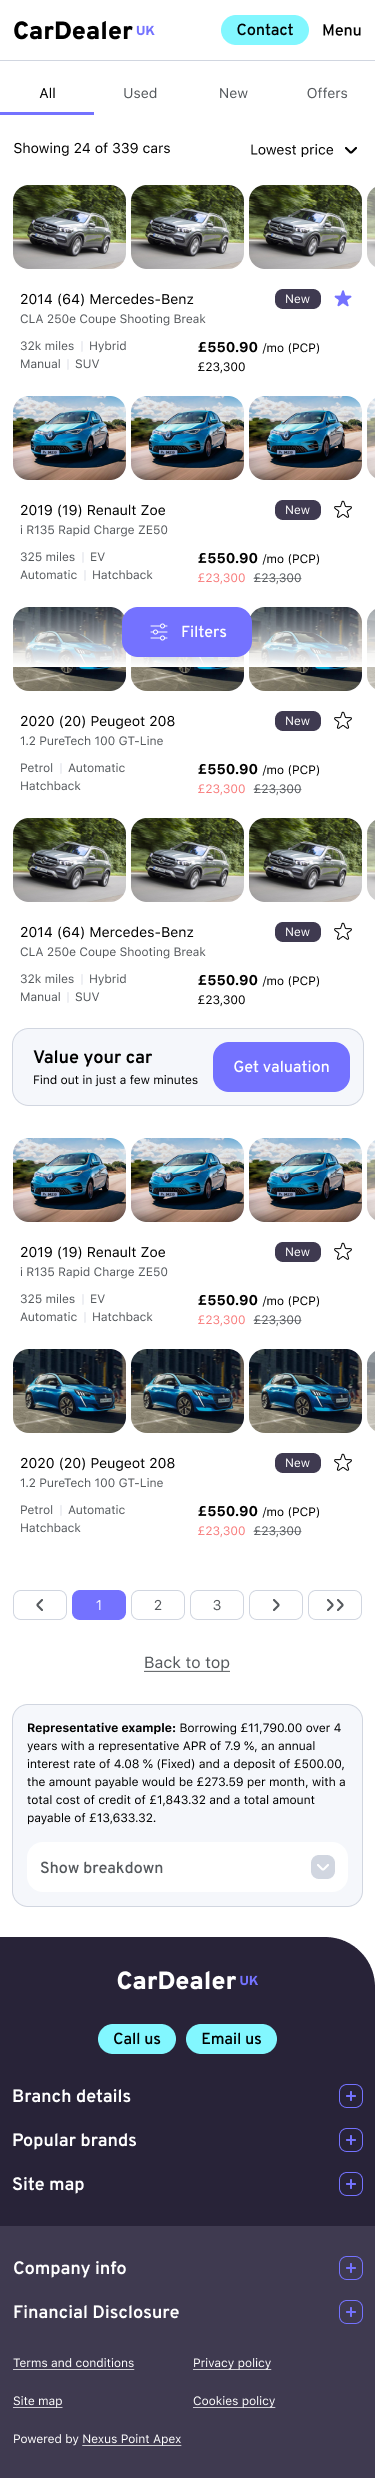 CarDealer UK
Contact
Menu
All
Used
New
Offers
Showing 24 of 339 cars
Lowest price
2014 (64) Mercedes-Benz
New
CLA 250e Coupe Shooting Break
32k miles | Hybrid
Manual | SUV
£550.90 /mo (PCP)
£23,300
2019 (19) Renault Zoe
New
i R135 Rapid Charge ZE50
325 miles | EV
Automatic | Hatchback
£550.90 /mo (PCP)
£23,300 £23,300
Filters
2020 (20) Peugeot 208
New
1.2 PureTech 100 GT-Line
Petrol | Automatic
Hatchback
£550.90 /mo (PCP)
£23,300 £23,300
2014 (64) Mercedes-Benz
New
CLA 250e Coupe Shooting Break
32k miles | Hybrid
Manual | SUV
£550.90 /mo (PCP)
£23,300
Value your car
Find out in just a few minutes
Get valuation
2019 (19) Renault Zoe
New
i R135 Rapid Charge ZE50
325 miles | EV
Automatic | Hatchback
£550.90 /mo (PCP)
£23,300 £23,300
2020 (20) Peugeot 208
New
1.2 PureTech 100 GT-Line
Petrol | Automatic
Hatchback
£550.90 /mo (PCP)
£23,300 £23,300
1
2
3
Back to top
Representative example: Borrowing £11,790.00 over 4
years with a representative APR of 7.9 %, an annual
interest rate of 4.08 % (Fixed) and a deposit of £500.00,
the amount payable would be £273.59 per month, with a
total cost of credit of £1,843.32 and a total amount
payable of £13,633.32.
Show breakdown
CarDealer UK
Call us
Email us
Branch details
Popular brands
Site map
Company info
Financial Disclosure
Terms and conditions
Privacy policy
Site map
Cookies policy
Powered by Nexus Point Apex